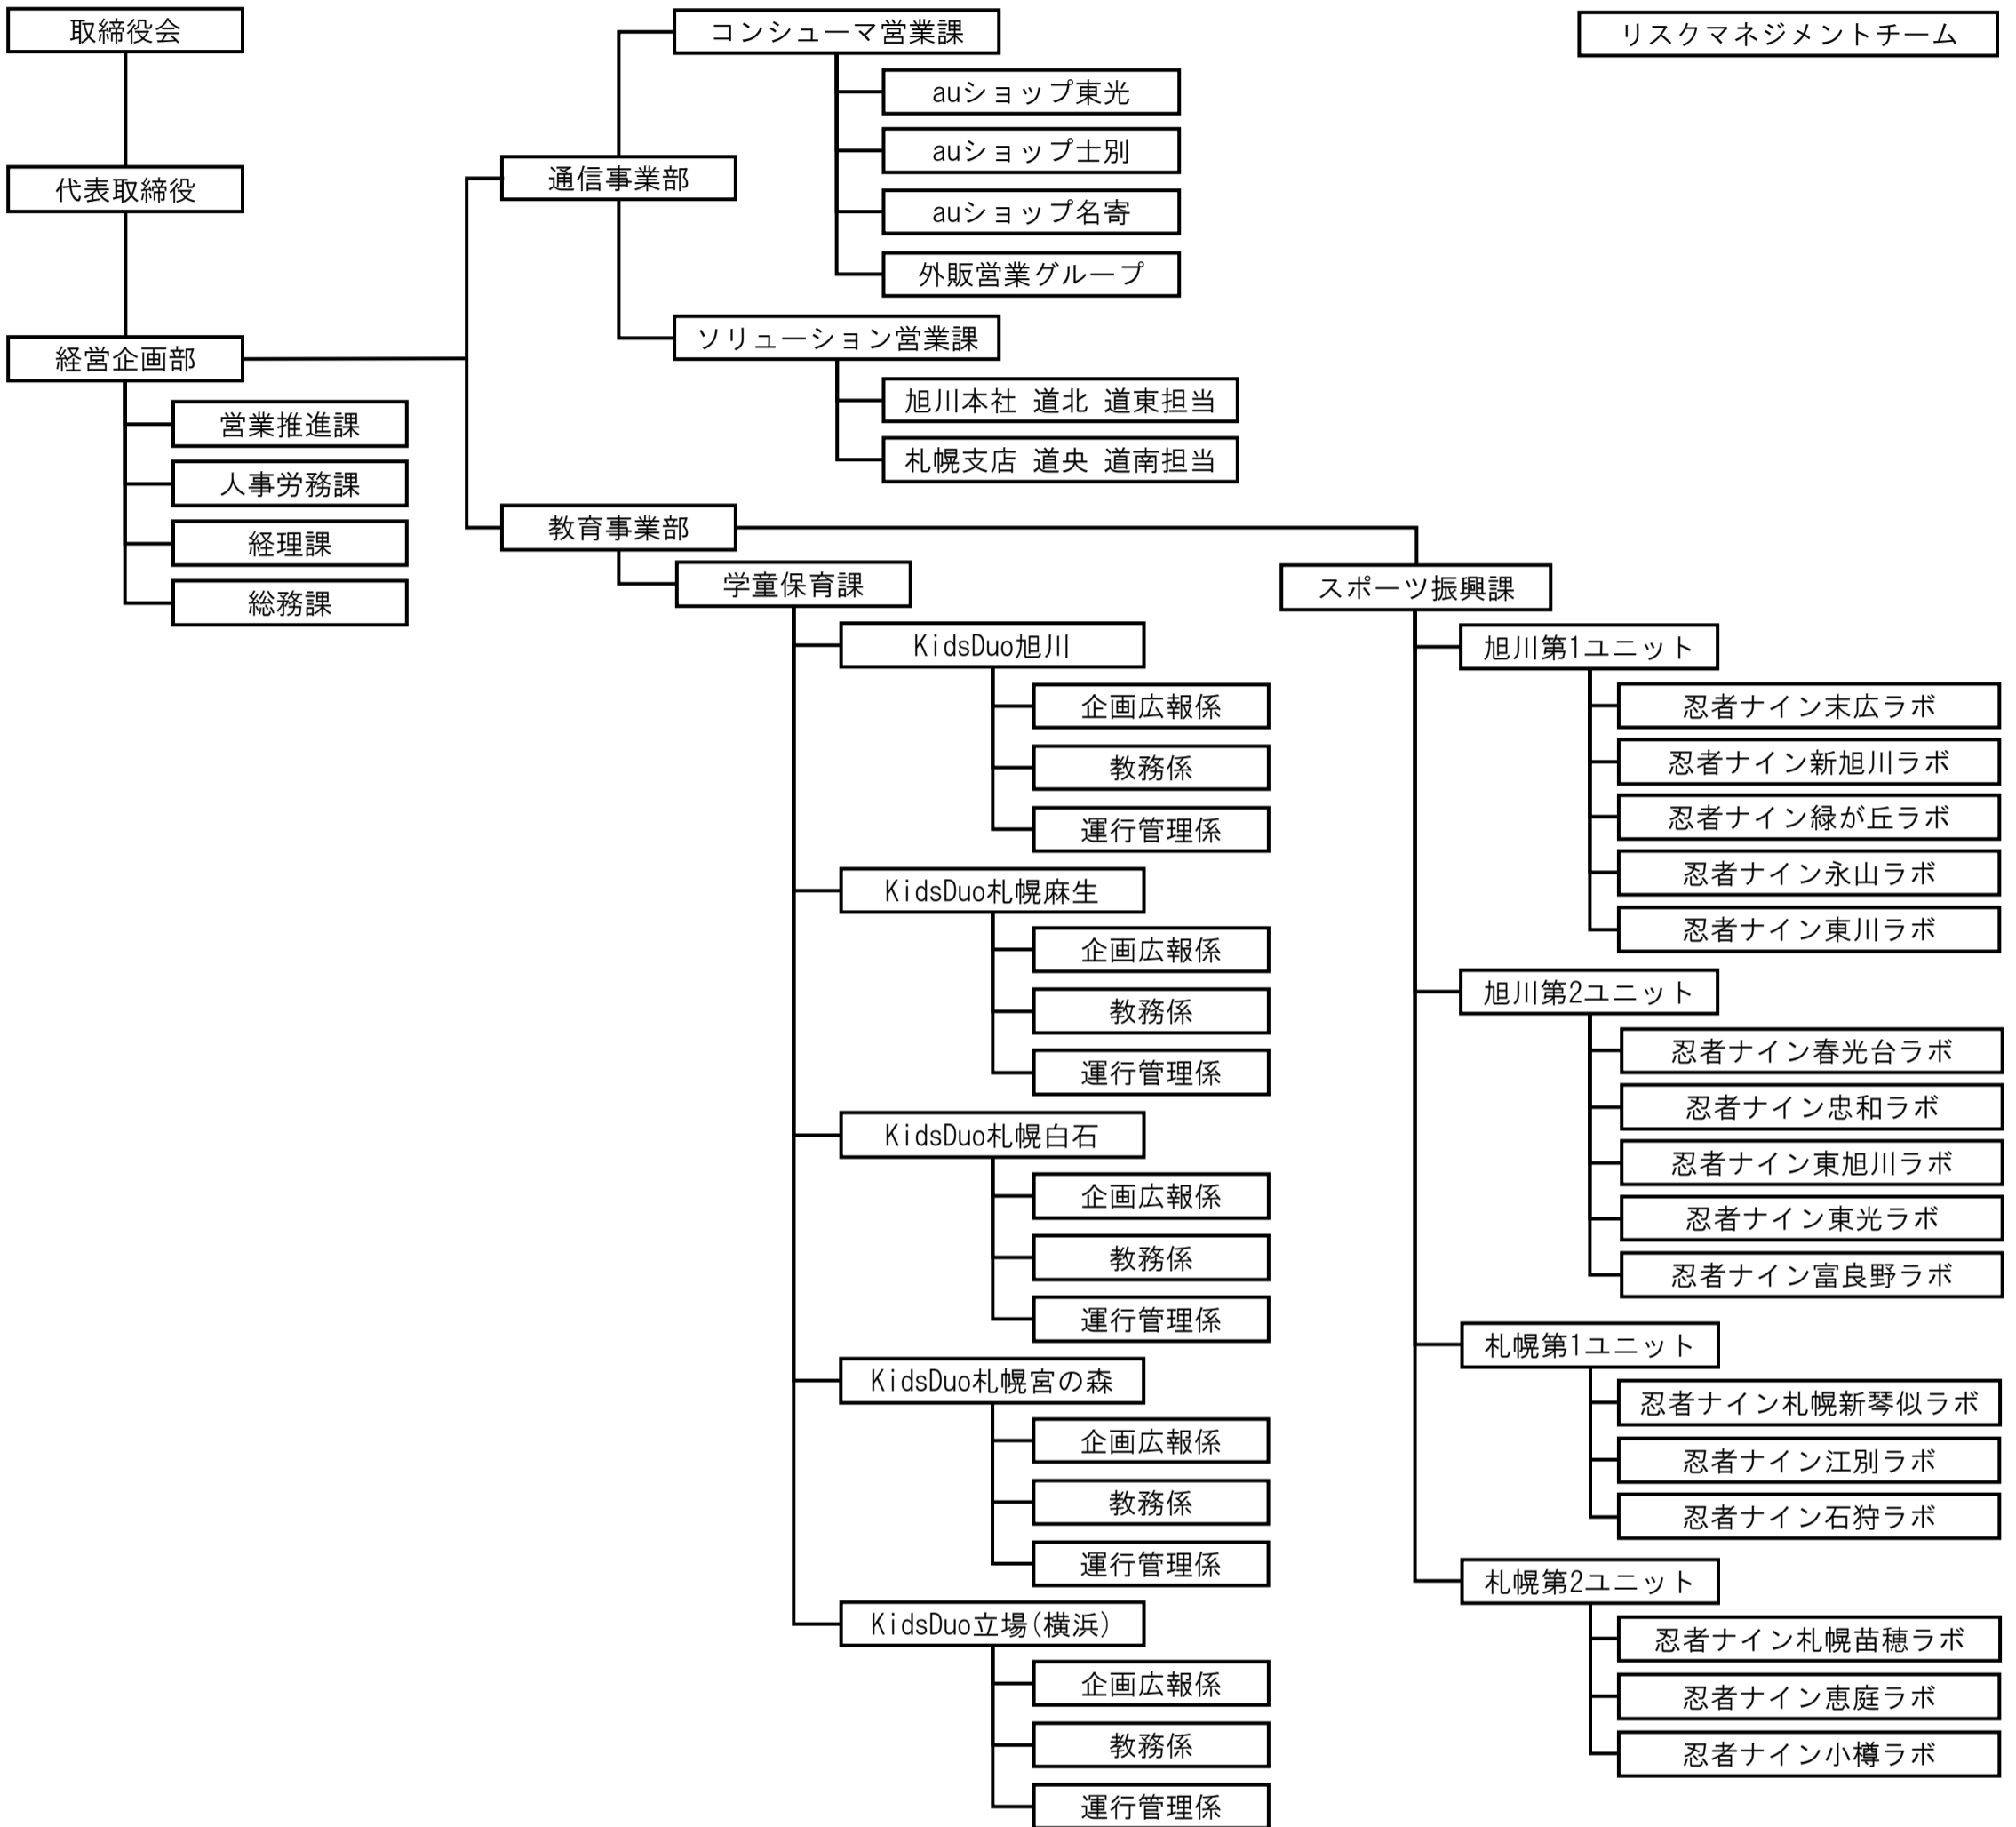 取締役会
代表取締役
経営企画部
営業推進課
人事労務課
経理課
総務課
通信事業部
コンシューマ営業課
auショップ東光
auショップ士別
auショップ名寄
外販営業グループ
ソリューション営業課
旭川本社 道北 道東担当
札幌支店 道央 道南担当
教育事業部
学童保育課
KidsDuo旭川
企画広報係
教務係
運行管理係
KidsDuo札幌麻生
企画広報係
教務係
運行管理係
KidsDuo札幌白石
企画広報係
教務係
運行管理係
KidsDuo札幌宮の森
企画広報係
教務係
運行管理係
KidsDuo立場(横浜)
企画広報係
教務係
運行管理係
スポーツ振興課
旭川第1ユニット
忍者ナイン末広ラボ
忍者ナイン新旭川ラボ
忍者ナイン緑が丘ラボ
忍者ナイン永山ラボ
忍者ナイン東川ラボ
旭川第2ユニット
忍者ナイン春光台ラボ
忍者ナイン忠和ラボ
忍者ナイン東旭川ラボ
忍者ナイン東光ラボ
忍者ナイン富良野ラボ
札幌第1ユニット
忍者ナイン札幌新琴似ラボ
忍者ナイン江別ラボ
忍者ナイン石狩ラボ
札幌第2ユニット
忍者ナイン札幌苗穂ラボ
忍者ナイン恵庭ラボ
忍者ナイン小樽ラボ
リスクマネジメントチーム